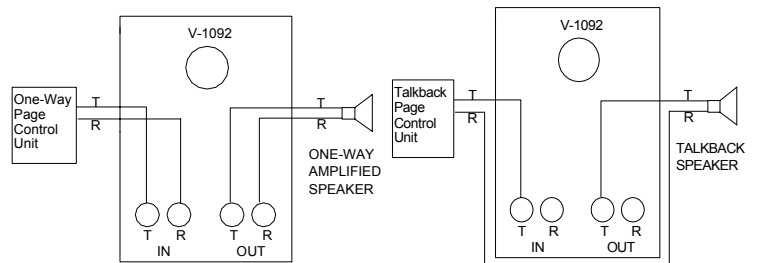 V-1092
One-Way
Page
Control
Unit
T
R
T
R
ONE-WAY
AMPLIFIED
SPEAKER
T R T R
IN OUT
V-1092
Talkback
Page
Control
Unit
T
R
T
R
TALKBACK
SPEAKER
T R T R
IN OUT